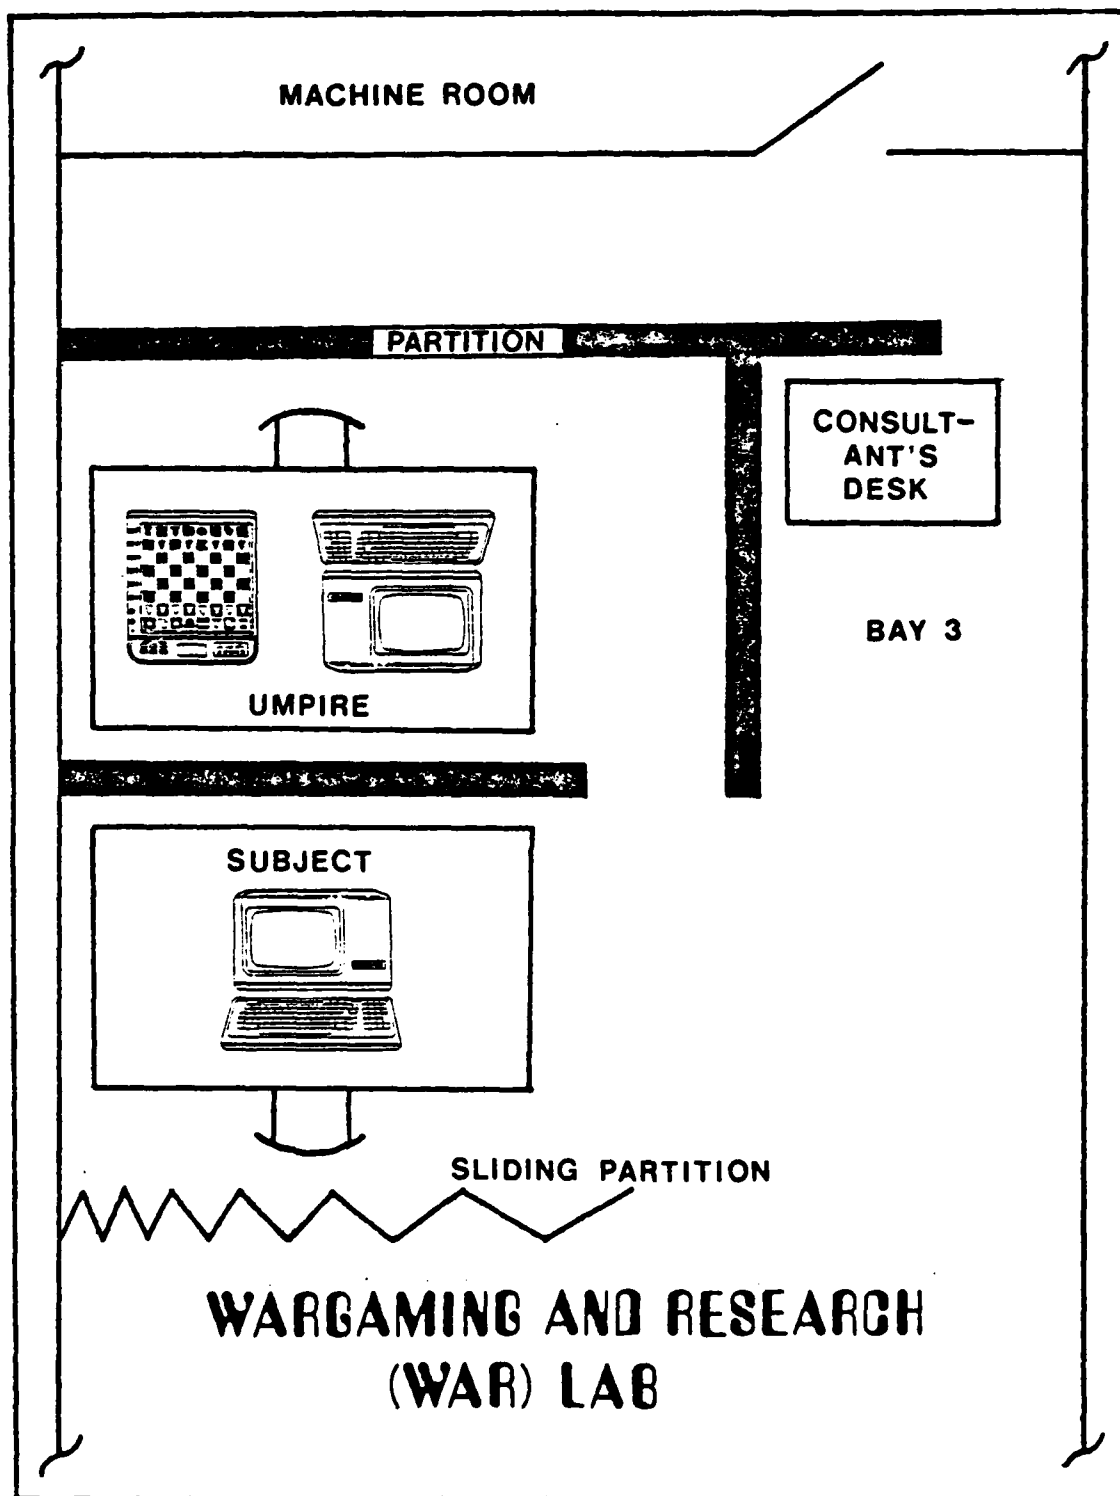 MACHINE ROOM
PARTITION
CONSULT-
ANT'S
DESK
BAY 3
UMPIRE
SUBJECT
SLIDING PARTITION
WARGAMING AND RESEARCH
(WAR) LAB